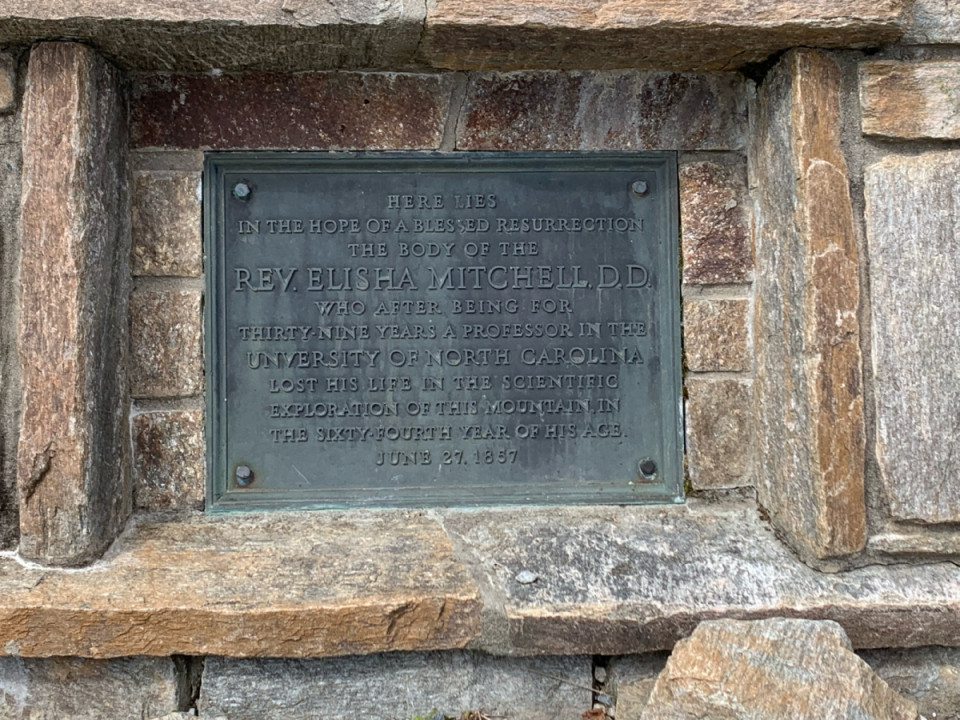 HERE LIES
IN THE HOPE OF A BLESSED RESURRECTION
THE BODY OF THE
REV. ELISHA MITCHELL, D.D.
WHO AFTER BEING FOR
THIRTY-NINE YEARS A PROFESSOR IN THE
UNVERSITY OF NORTH CAROLINA
LOST HIS LIFE IN THE SCIENTIFIC
EXPLORATION OF THIS MOUNTAIN, IN
THE SIXTY-FOURTH YEAR OF HIS AGE.
JUNE 27, 1857